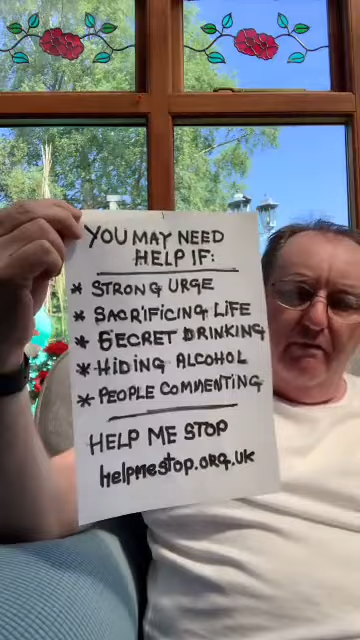 YOU MAY NEED
HELP IF:
* STRONG URGE
* SACRIFICING LIFE
* SECRET DRINKING
* HIDING ALCOHOL
* PEOPLE COMMENTING
HELP ME STOP
helpmestop.org.uk